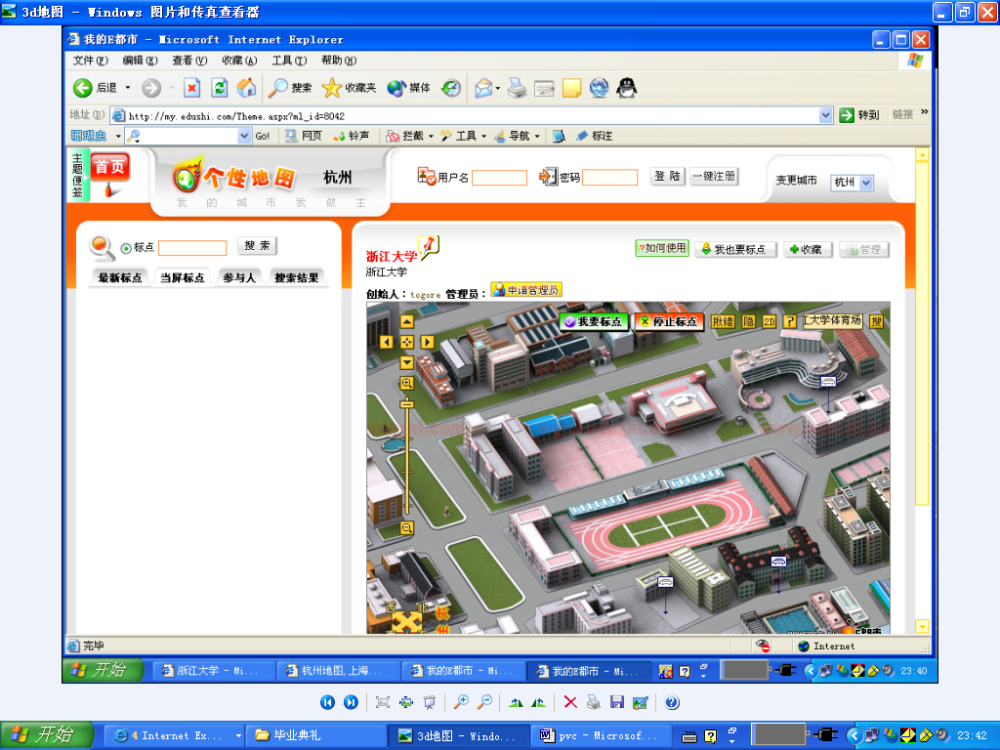 3d地图 - Windows 图片和传真查看器
我的E都市 - Microsoft Internet Explorer
文件(F) 编辑(E) 查看(V) 收藏(A) 工具(T) 帮助(H)
后退 搜索 收藏夹 媒体
地址(D) http://my.edushi.com/Theme.aspx?ml_id=8042 转到 链接 »
珊瑚虫 Go! 网页 铃声 拦截 工具 导航 标注
主题便签 首页 个性地图 杭州 用户名 密码 登 陆 一键注册 变更城市 杭州
我 的 城 市 我 做 主
标点 搜 索
最新标点 当屏标点 参与人 搜索结果
浙江大学 ?如何使用 我也要标点 收藏 管理
浙江大学
创始人：togore 管理员： 申请管理员
我要标点 停止标点 揪错 隐 2D ? 工大学体育场 搜
西 北
杭州
完毕 Internet
开始 浙江大学 - Mi... 杭州地图,上海... 我的E都市 - Mi... 我的E都市 - Mi... 23:40
开始 4 Internet Ex... 毕业典礼 3d地图 - Windo... pvc - Microsof... 23:42